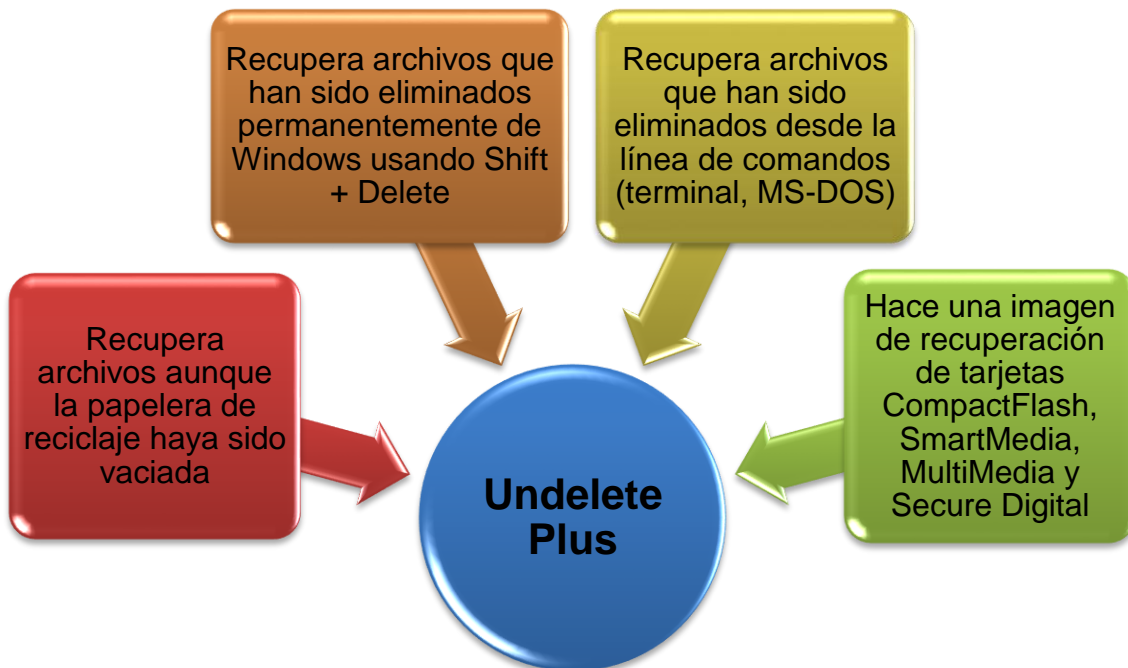 Recupera archivos que
han sido eliminados
permanentemente de
Windows usando Shift
+ Delete
Recupera archivos
que han sido
eliminados desde la
línea de comandos
(terminal, MS-DOS)
Recupera
archivos aunque
la papelera de
reciclaje haya sido
vaciada
Hace una imagen
de recuperación
de tarjetas
CompactFlash,
SmartMedia,
MultiMedia y
Secure Digital
Undelete
Plus